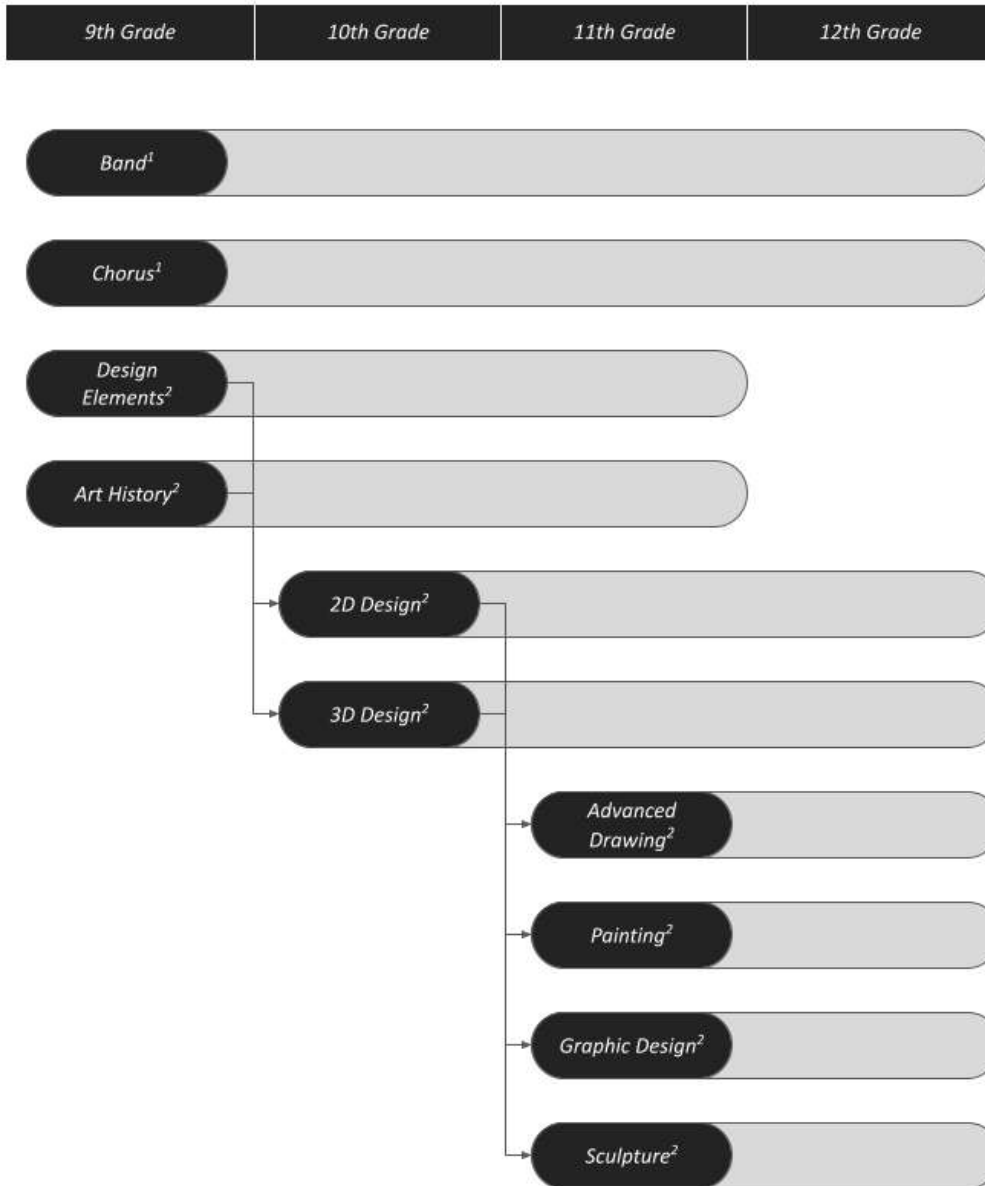 9th Grade 10th Grade 11th Grade 12th Grade
Band¹
Chorus¹
Design
Elements²
Art History²
2D Design²
3D Design²
Advanced
Drawing²
Painting²
Graphic Design²
Sculpture²